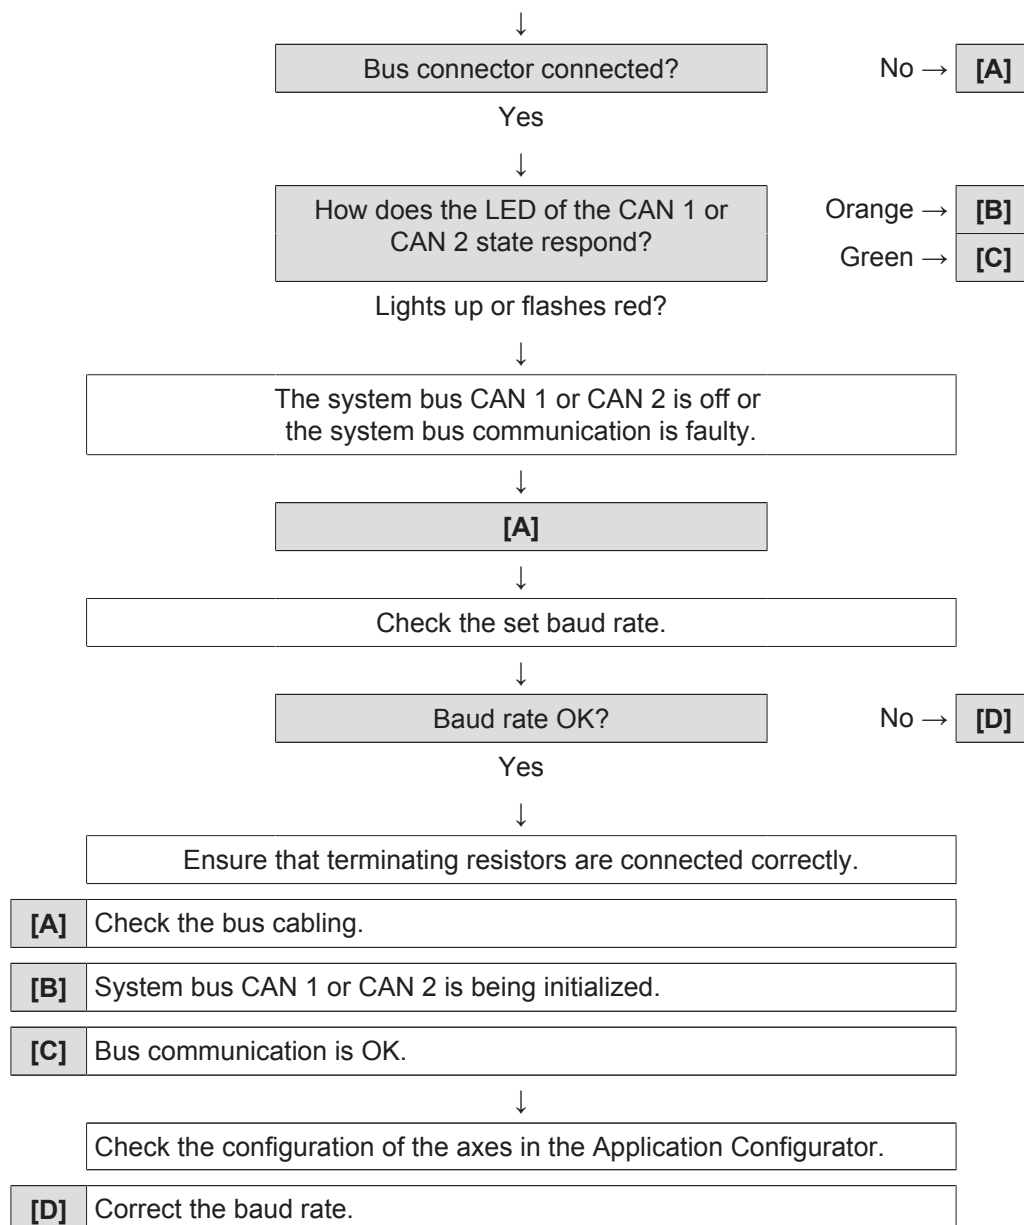 ↓
Bus connector connected? No → [A]
Yes
↓
How does the LED of the CAN 1 or Orange → [B]
CAN 2 state respond?
Green → [C]
Lights up or flashes red?
↓
The system bus CAN 1 or CAN 2 is off or
the system bus communication is faulty.
↓
[A]
↓
Check the set baud rate.
↓
Baud rate OK? No → [D]
Yes
↓
Ensure that terminating resistors are connected correctly.
[A] Check the bus cabling.
[B] System bus CAN 1 or CAN 2 is being initialized.
[C] Bus communication is OK.
↓
Check the configuration of the axes in the Application Configurator.
[D] Correct the baud rate.